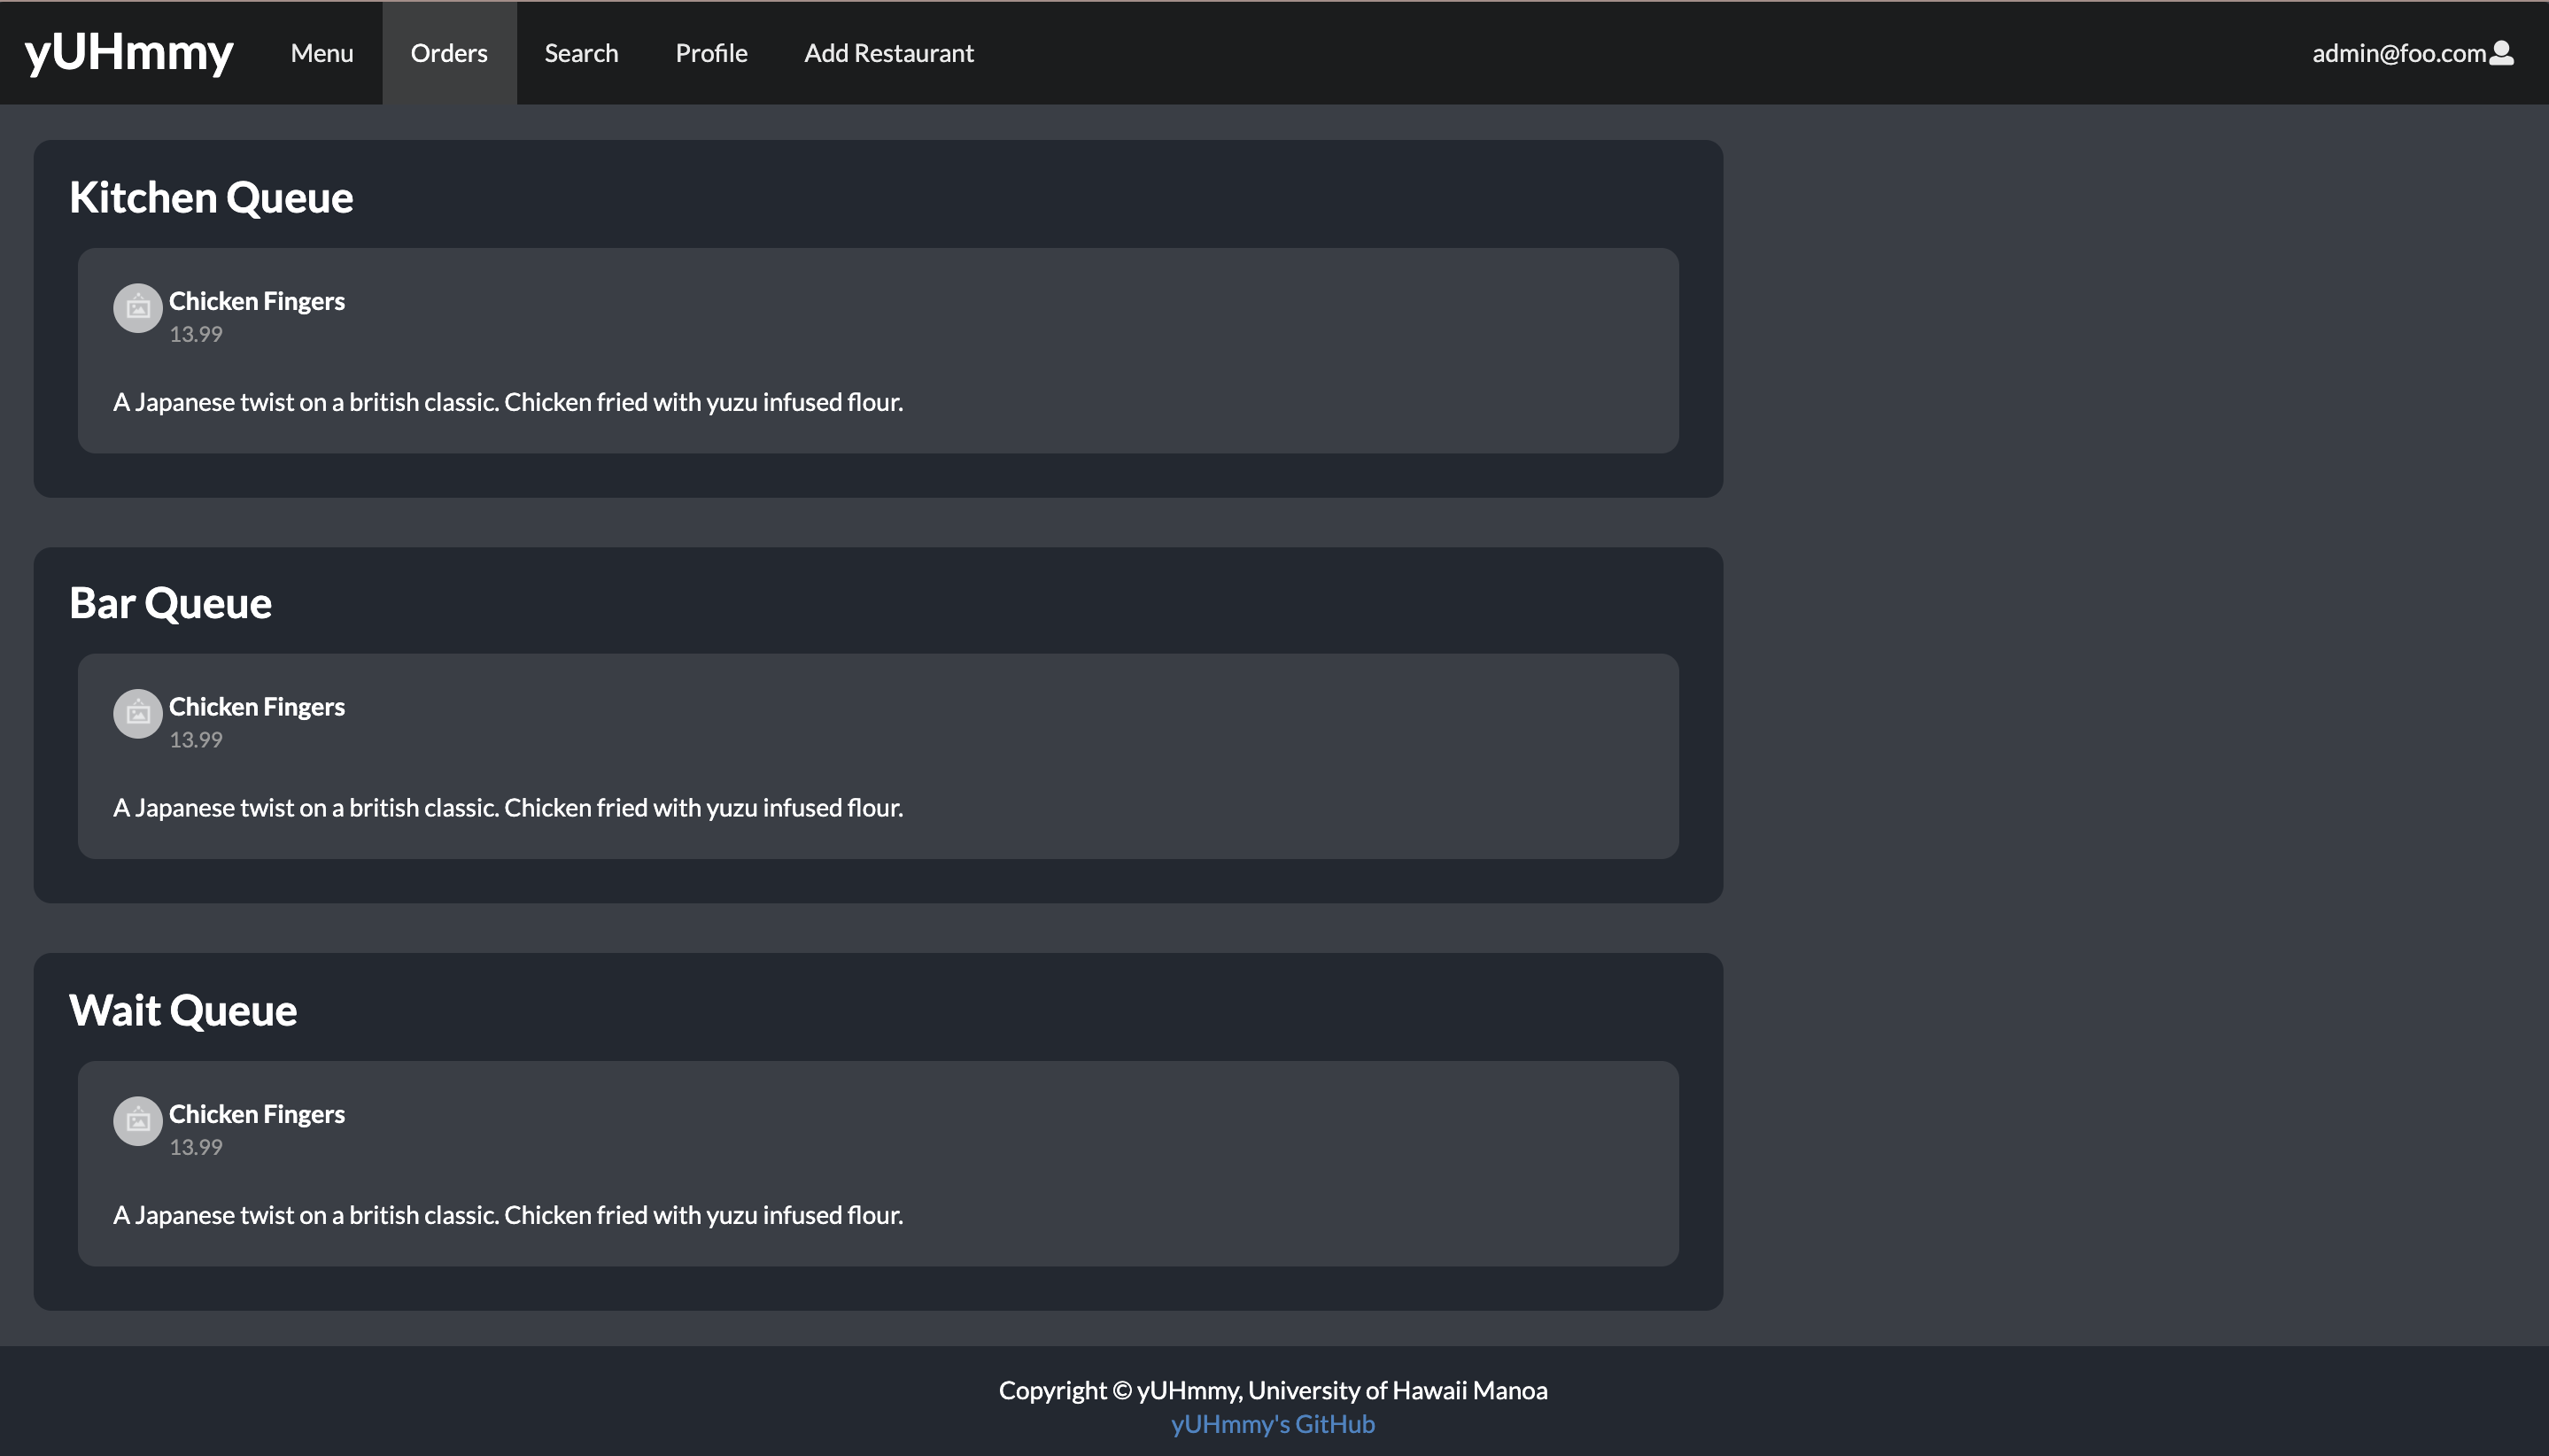 yUHmmy Menu Orders Search Profile Add Restaurant admin@foo.com
Kitchen Queue
Chicken Fingers
13.99
A Japanese twist on a british classic. Chicken fried with yuzu infused flour.
Bar Queue
Chicken Fingers
13.99
A Japanese twist on a british classic. Chicken fried with yuzu infused flour.
Wait Queue
Chicken Fingers
13.99
A Japanese twist on a british classic. Chicken fried with yuzu infused flour.
Copyright © yUHmmy, University of Hawaii Manoa
yUHmmy's GitHub